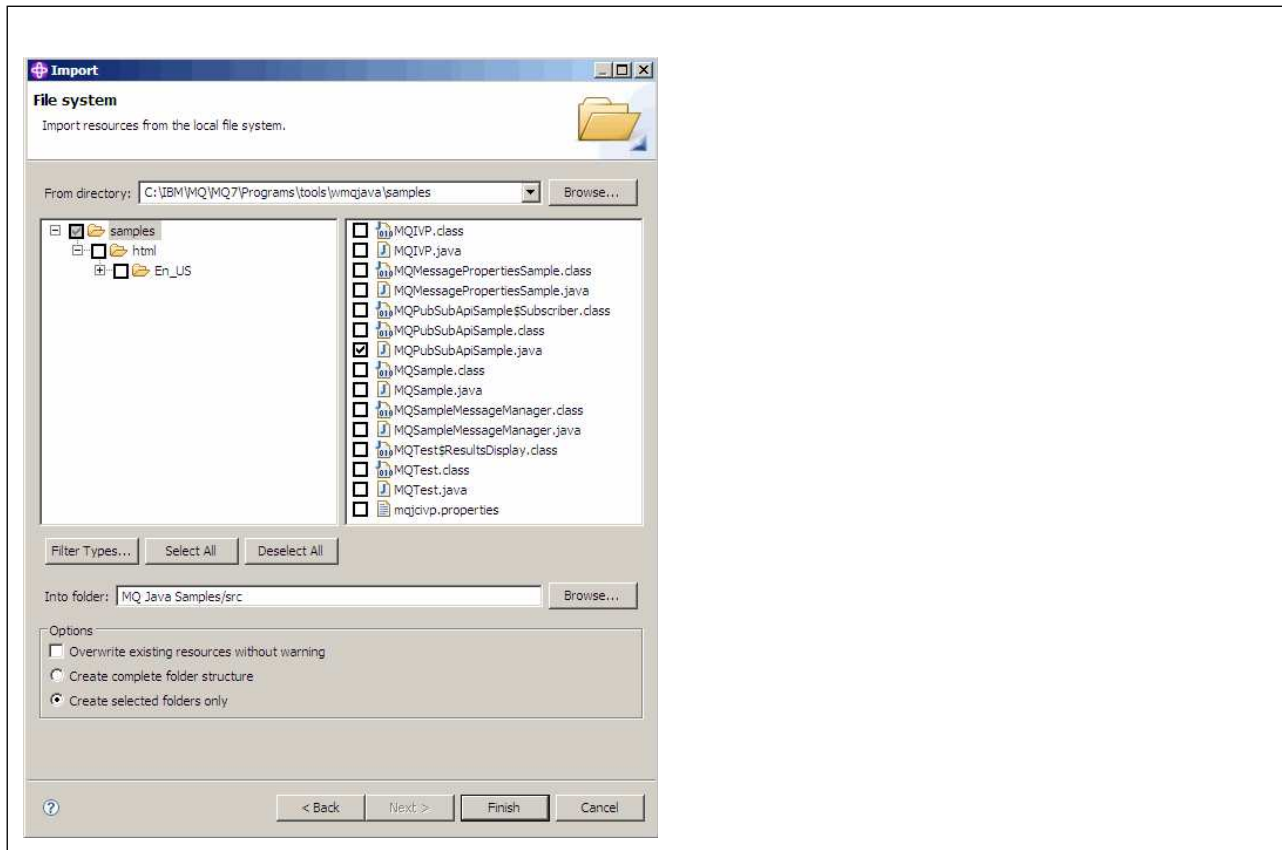 Import
File system
Import resources from the local file system.
From directory: C:\IBM\MQ\MQ7\Programs\tools\wmqjava\samples Browse...
samples
html
En_US
MQIVP.class
MQIVP.java
MQMessagePropertiesSample.class
MQMessagePropertiesSample.java
MQPubSubApiSample$Subscriber.class
MQPubSubApiSample.class
MQPubSubApiSample.java
MQSample.class
MQSample.java
MQSampleMessageManager.class
MQSampleMessageManager.java
MQTest$ResultsDisplay.class
MQTest.class
MQTest.java
mqjcivp.properties
Filter Types... Select All Deselect All
Into folder: MQ Java Samples/src Browse...
Options
Overwrite existing resources without warning
Create complete folder structure
Create selected folders only
? < Back Next > Finish Cancel